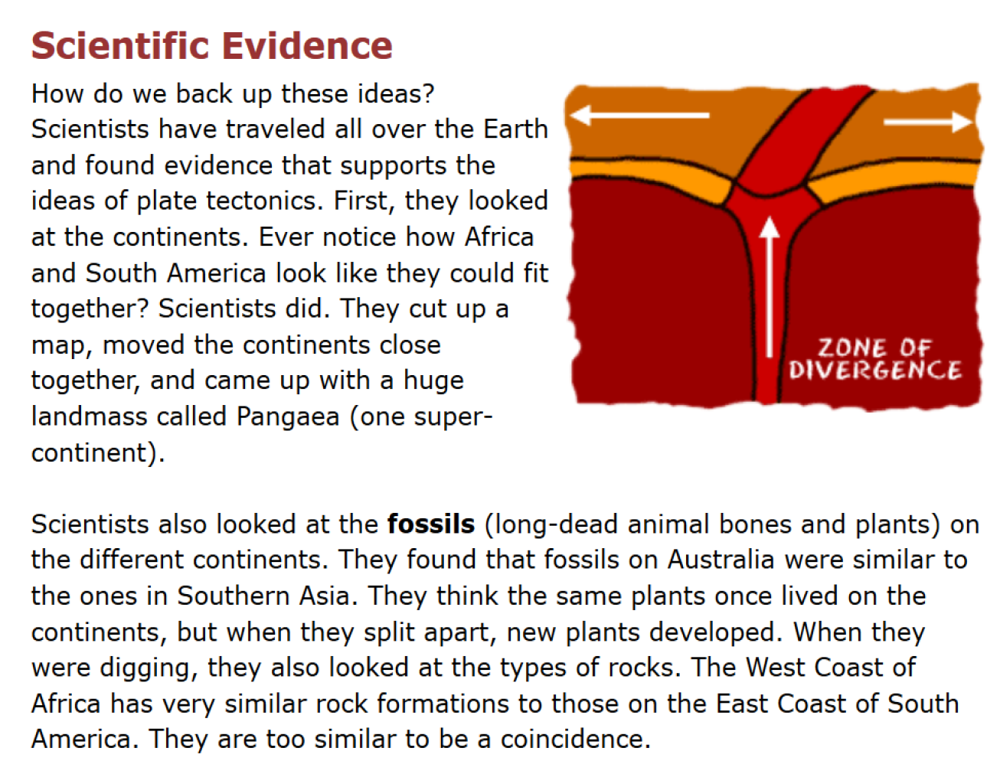 Scientific Evidence
How do we back up these ideas?
Scientists have traveled all over the Earth
and found evidence that supports the
ideas of plate tectonics. First, they looked
at the continents. Ever notice how Africa
and South America look like they could fit
together? Scientists did. They cut up a
map, moved the continents close
together, and came up with a huge
landmass called Pangaea (one super-
continent).
ZONE OF
DIVERGENCE
Scientists also looked at the fossils (long-dead animal bones and plants) on
the different continents. They found that fossils on Australia were similar to
the ones in Southern Asia. They think the same plants once lived on the
continents, but when they split apart, new plants developed. When they
were digging, they also looked at the types of rocks. The West Coast of
Africa has very similar rock formations to those on the East Coast of South
America. They are too similar to be a coincidence.